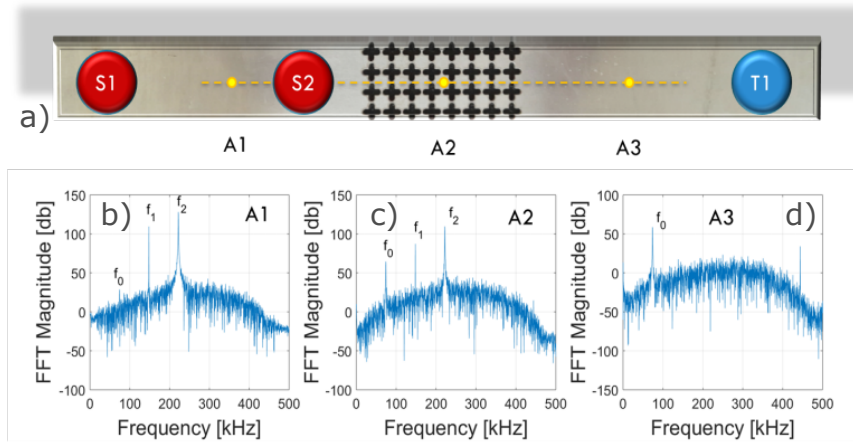 S1 S2 T1
a)
A1 A2 A3
b) A1
f₀ f₁ f₂
150
100
50
0
-50
-100
0 100 200 300 400 500
FFT Magnitude [db]
Frequency [kHz]
c) A2
f₀ f₁ f₂
150
100
50
0
-50
-100
0 100 200 300 400 500
FFT Magnitude [db]
Frequency [kHz]
A3 d)
f₀
150
100
50
0
-50
-100
-150
0 100 200 300 400 500
FFT Magnitude [db]
Frequency [kHz]